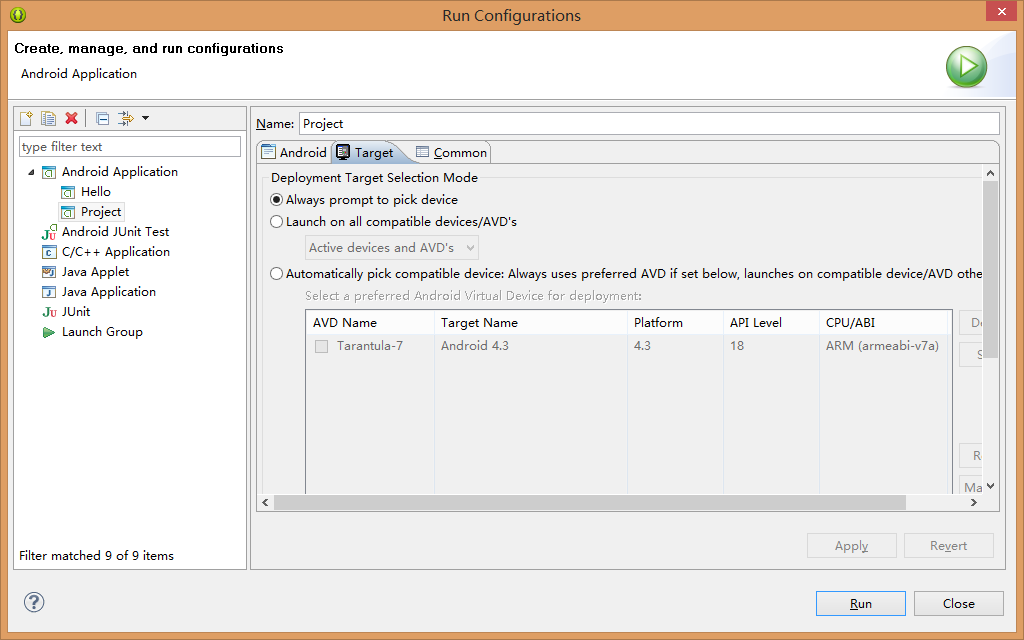 Run Configurations
Create, manage, and run configurations
Android Application
type filter text
Android Application
Hello
Project
Android JUnit Test
C/C++ Application
Java Applet
Java Application
JUnit
Launch Group
Filter matched 9 of 9 items
Name: Project
Android Target Common
Deployment Target Selection Mode
Always prompt to pick device
Launch on all compatible devices/AVD's
Active devices and AVD's
Automatically pick compatible device: Always uses preferred AVD if set below, launches on compatible device/AVD othe
Select a preferred Android Virtual Device for deployment:
AVD Name Target Name Platform API Level CPU/ABI
Tarantula-7 Android 4.3 4.3 18 ARM (armeabi-v7a)
Ma
Apply Revert
Run Close